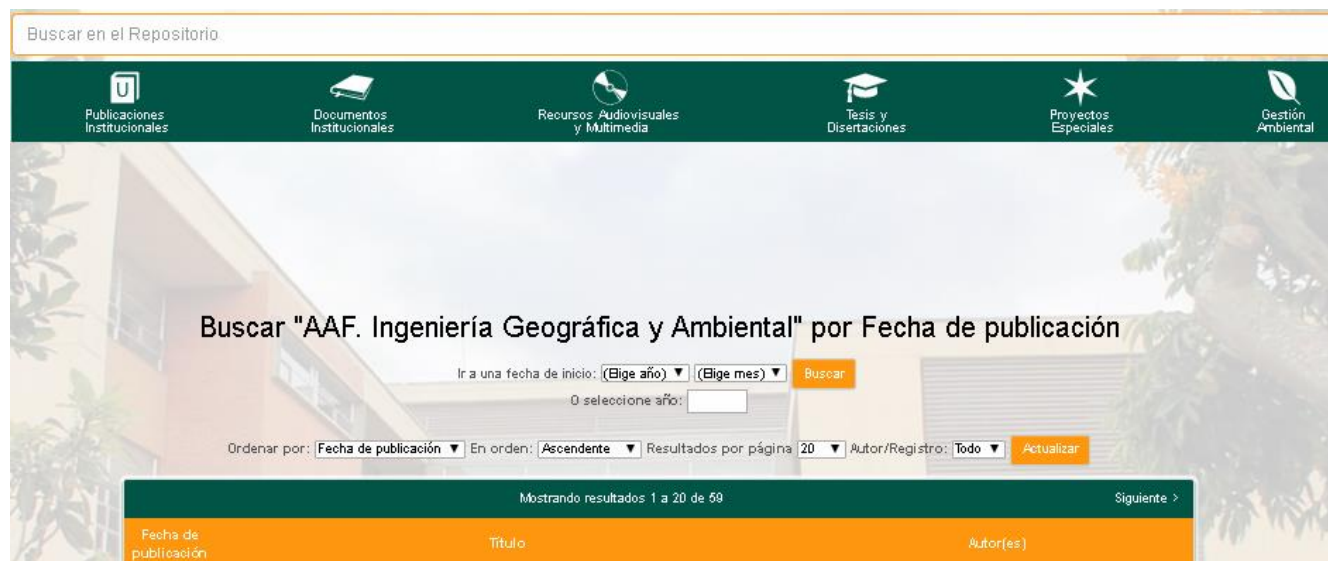 Buscar en el Repositorio
U
Publicaciones
Institucionales
Documentos
Institucionales
Recursos Audiovisuales
y Multimedia
Tesis y
Disertaciones
Proyectos
Especiales
Gestión
Ambiental
Buscar "AAF. Ingeniería Geográfica y Ambiental" por Fecha de publicación
Ir a una fecha de inicio: (Elige año) ▼ (Elige mes) ▼ Buscar
O seleccione año:
Ordenar por: Fecha de publicación ▼ En orden: Ascendente ▼ Resultados por página 20 ▼ Autor/Registro: Todo ▼ Actualizar
Mostrando resultados 1 a 20 de 59 Siguiente >
Fecha de
publicación
Título
Autor(es)